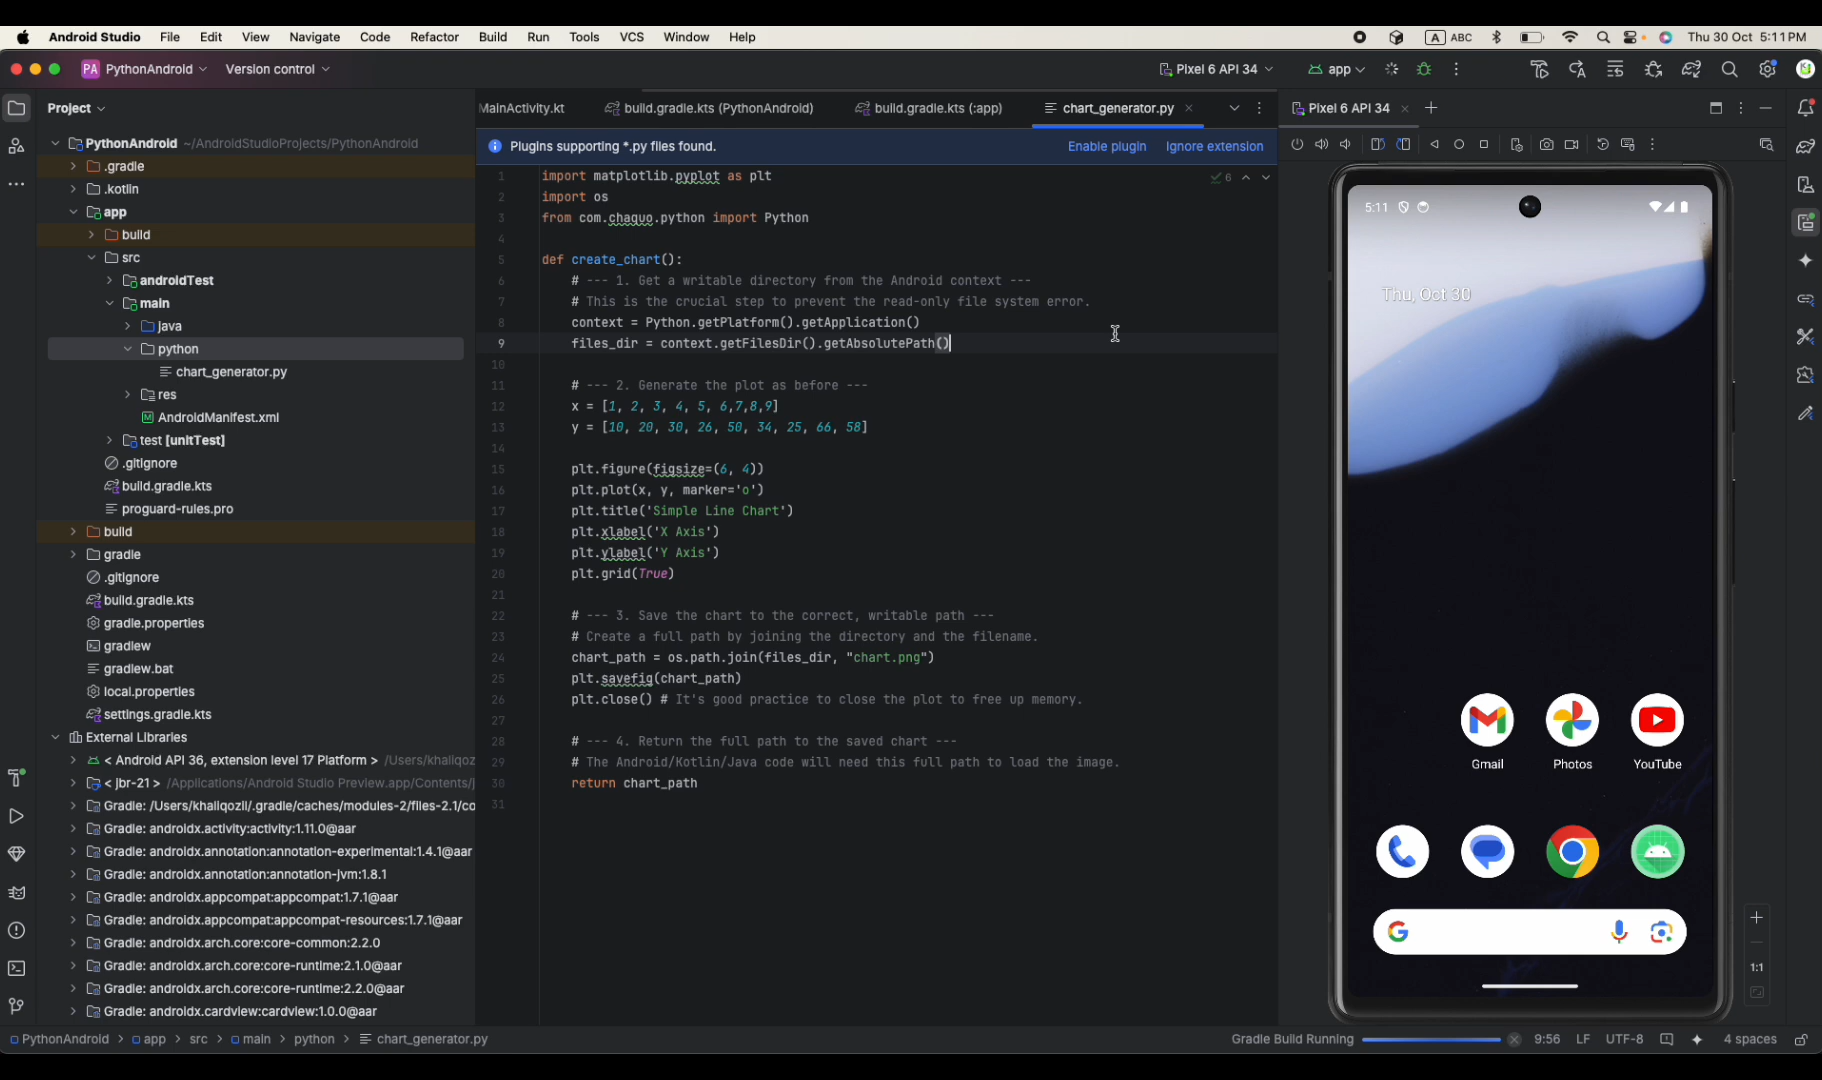 Android Studio File Edit View Navigate Code Refactor Build Run Tools VCS Window Help
A ABC Thu 30 Oct 5:11 PM
PA PythonAndroid Version control
Pixel 6 API 34 app
Project
MainActivity.kt build.gradle.kts (PythonAndroid) build.gradle.kts (:app) chart_generator.py
Pixel 6 API 34
Plugins supporting *.py files found. Enable plugin Ignore extension
PythonAndroid ~/AndroidStudioProjects/PythonAndroid
.gradle
.kotlin
app
build
src
androidTest
main
java
python
chart_generator.py
res
AndroidManifest.xml
test [unitTest]
.gitignore
build.gradle.kts
proguard-rules.pro
build
gradle
.gitignore
build.gradle.kts
gradle.properties
gradlew
gradlew.bat
local.properties
settings.gradle.kts
External Libraries
< Android API 36, extension level 17 Platform > /Users/khaliqoz
< jbr-21 > /Applications/Android Studio Preview.app/Contents/j
Gradle: /Users/khaliqozil/.gradle/caches/modules-2/files-2.1/co
Gradle: androidx.activity:activity:1.11.0@aar
Gradle: androidx.annotation:annotation-experimental:1.4.1@aar
Gradle: androidx.annotation:annotation-jvm:1.8.1
Gradle: androidx.appcompat:appcompat:1.7.1@aar
Gradle: androidx.appcompat:appcompat-resources:1.7.1@aar
Gradle: androidx.arch.core:core-common:2.2.0
Gradle: androidx.arch.core:core-runtime:2.1.0@aar
Gradle: androidx.arch.core:core-runtime:2.2.0@aar
Gradle: androidx.cardview:cardview:1.0.0@aar
6
1 import matplotlib.pyplot as plt
2 import os
3 from com.chaquo.python import Python
4
5 def create_chart():
6 # --- 1. Get a writable directory from the Android context ---
7 # This is the crucial step to prevent the read-only file system error.
8 context = Python.getPlatform().getApplication()
9 files_dir = context.getFilesDir().getAbsolutePath()
10
11 # --- 2. Generate the plot as before ---
12 x = [1, 2, 3, 4, 5, 6,7,8,9]
13 y = [10, 20, 30, 26, 50, 34, 25, 66, 58]
14
15 plt.figure(figsize=(6, 4))
16 plt.plot(x, y, marker='o')
17 plt.title('Simple Line Chart')
18 plt.xlabel('X Axis')
19 plt.ylabel('Y Axis')
20 plt.grid(True)
21
22 # --- 3. Save the chart to the correct, writable path ---
23 # Create a full path by joining the directory and the filename.
24 chart_path = os.path.join(files_dir, "chart.png")
25 plt.savefig(chart_path)
26 plt.close() # It's good practice to close the plot to free up memory.
27
28 # --- 4. Return the full path to the saved chart ---
29 # The Android/Kotlin/Java code will need this full path to load the image.
30 return chart_path
31
5:11
Thu, Oct 30
Gmail Photos YouTube
G
1:1
PythonAndroid > app > src > main > python > chart_generator.py
Gradle Build Running 9:56 LF UTF-8 4 spaces